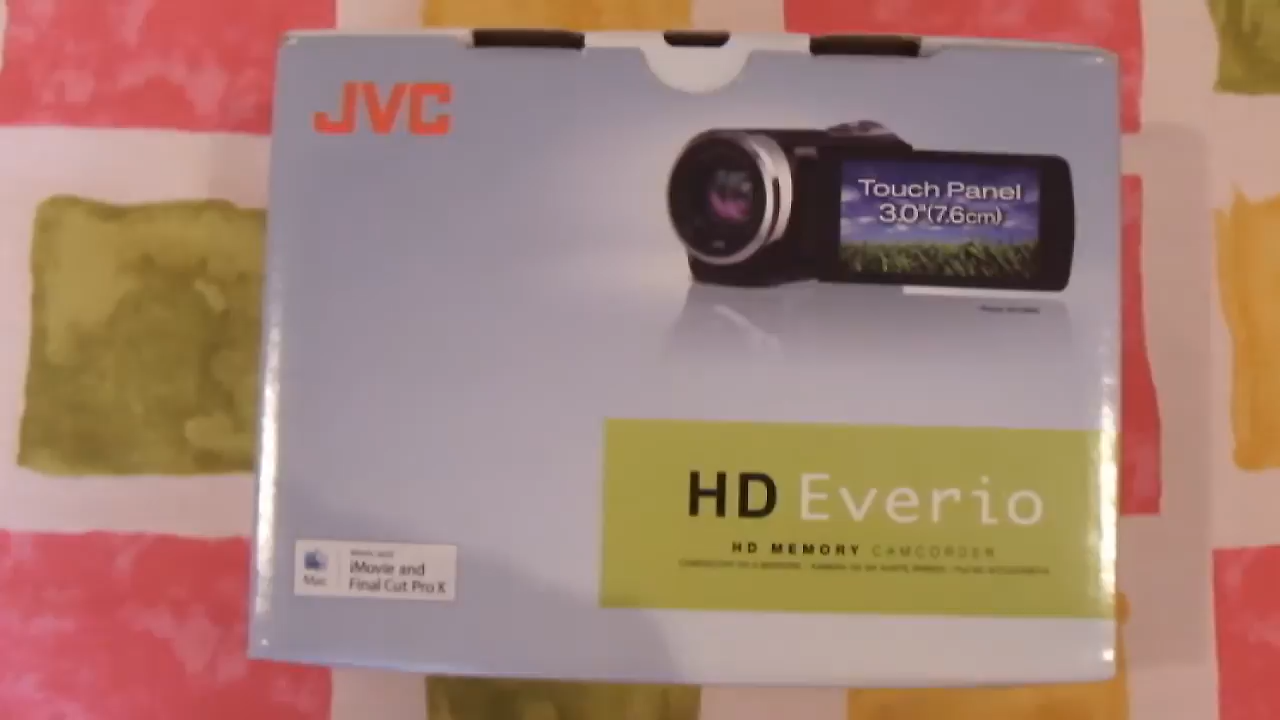 JVC
Touch Panel
3.0"(7.6cm)
HD Everio
HD MEMORY CAMCORDER
Mac
iMovie and
Final Cut Pro X